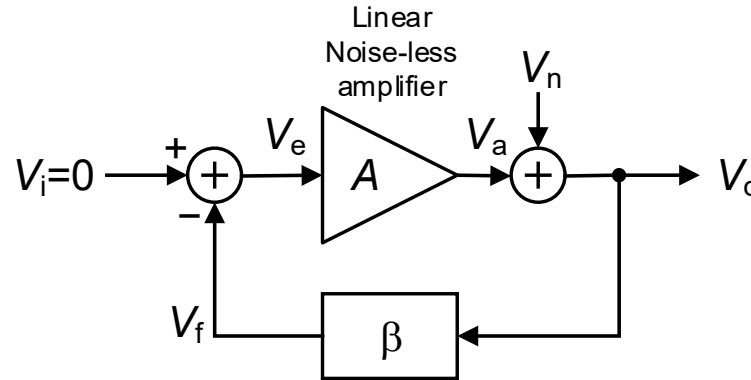 Linear
Noise-less
amplifier
Vn
+
Ve
Va
Vi=0
+
A
+
Vo
−
Vf
β